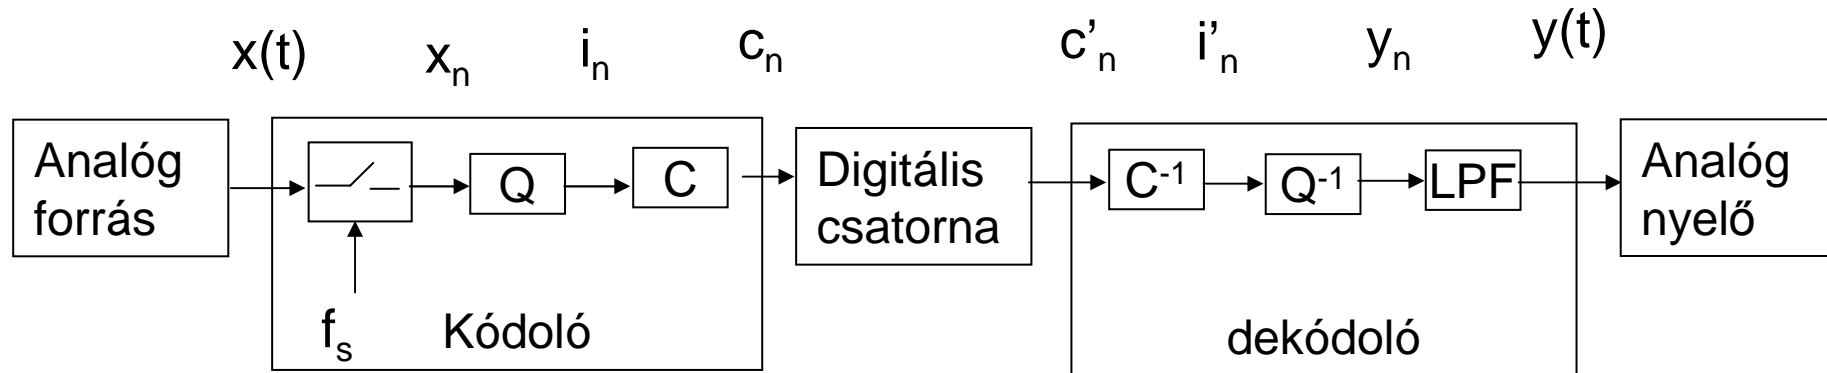 x(t) xₙ iₙ cₙ c'ₙ i'ₙ yₙ y(t)
Analóg
forrás
Q
C
Digitális
csatorna
C⁻¹
Q⁻¹
LPF
Analóg
nyelő
fₛ
Kódoló
dekódoló